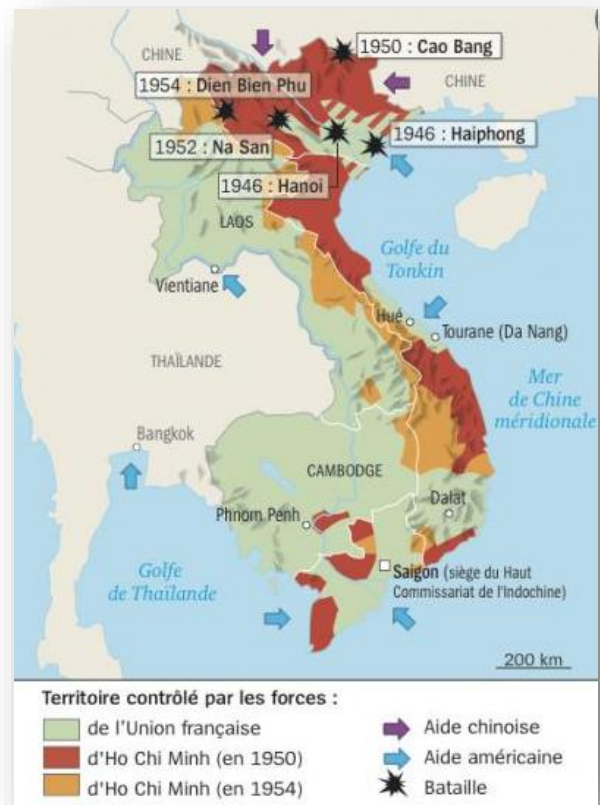 CHINE
1950 : Cao Bang
CHINE
1954 : Dien Bien Phu
1946 : Haiphong
1952 : Na San
1946 : Hanoi
LAOS
Golfe du
Tonkin
Vientiane
Hué
Tourane (Da Nang)
THAÏLANDE
Mer
de Chine
méridionale
Bangkok
CAMBODGE
Dalat
Phnom Penh
Golfe
de Thaïlande
Saigon (siège du Haut
Commissariat de l'Indochine)
200 km
Territoire contrôlé par les forces :
de l'Union française
d'Ho Chi Minh (en 1950)
d'Ho Chi Minh (en 1954)
Aide chinoise
Aide américaine
Bataille